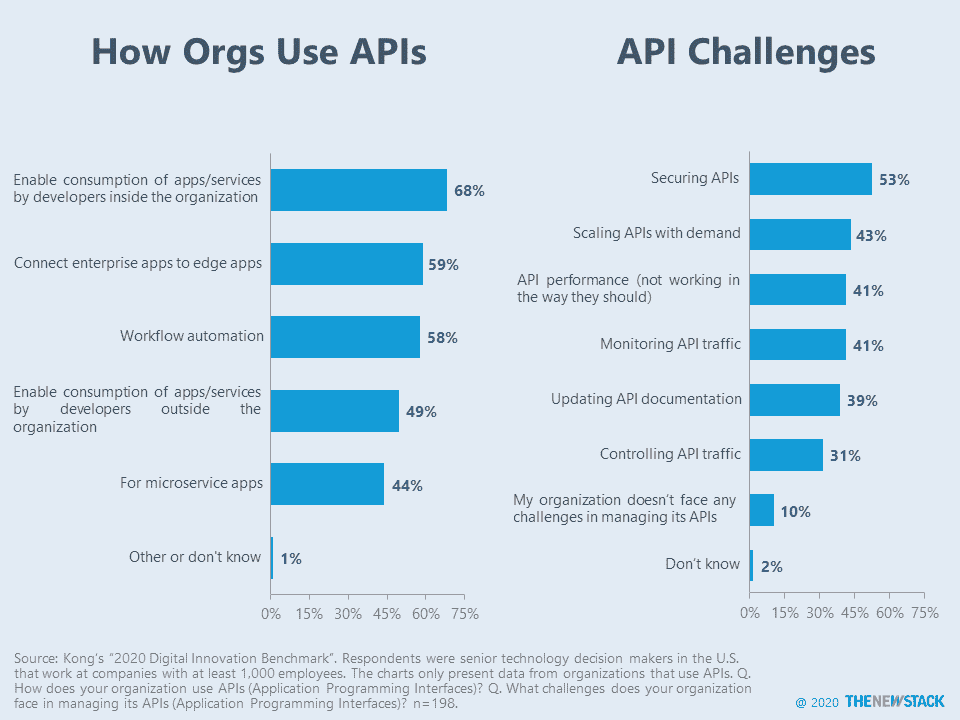 How Orgs Use APIs
Enable consumption of apps/services
by developers inside the organization
68%
Connect enterprise apps to edge apps
59%
Workflow automation
58%
Enable consumption of apps/services
by developers outside the
organization
49%
For microservice apps
44%
Other or don't know
1%
0% 15% 30% 45% 60% 75%
API Challenges
Securing APIs
53%
Scaling APIs with demand
43%
API performance (not working in
the way they should)
41%
Monitoring API traffic
41%
Updating API documentation
39%
Controlling API traffic
31%
My organization doesn't face any
challenges in managing its APIs
10%
Don't know
2%
0% 15% 30% 45% 60% 75%
Source: Kong's "2020 Digital Innovation Benchmark". Respondents were senior technology decision makers in the U.S.
that work at companies with at least 1,000 employees. The charts only present data from organizations that use APIs. Q.
How does your organization use APIs (Application Programming Interfaces)? Q. What challenges does your organization
face in managing its APIs (Application Programming Interfaces)? n=198.
@ 2020 THENEWSTACK